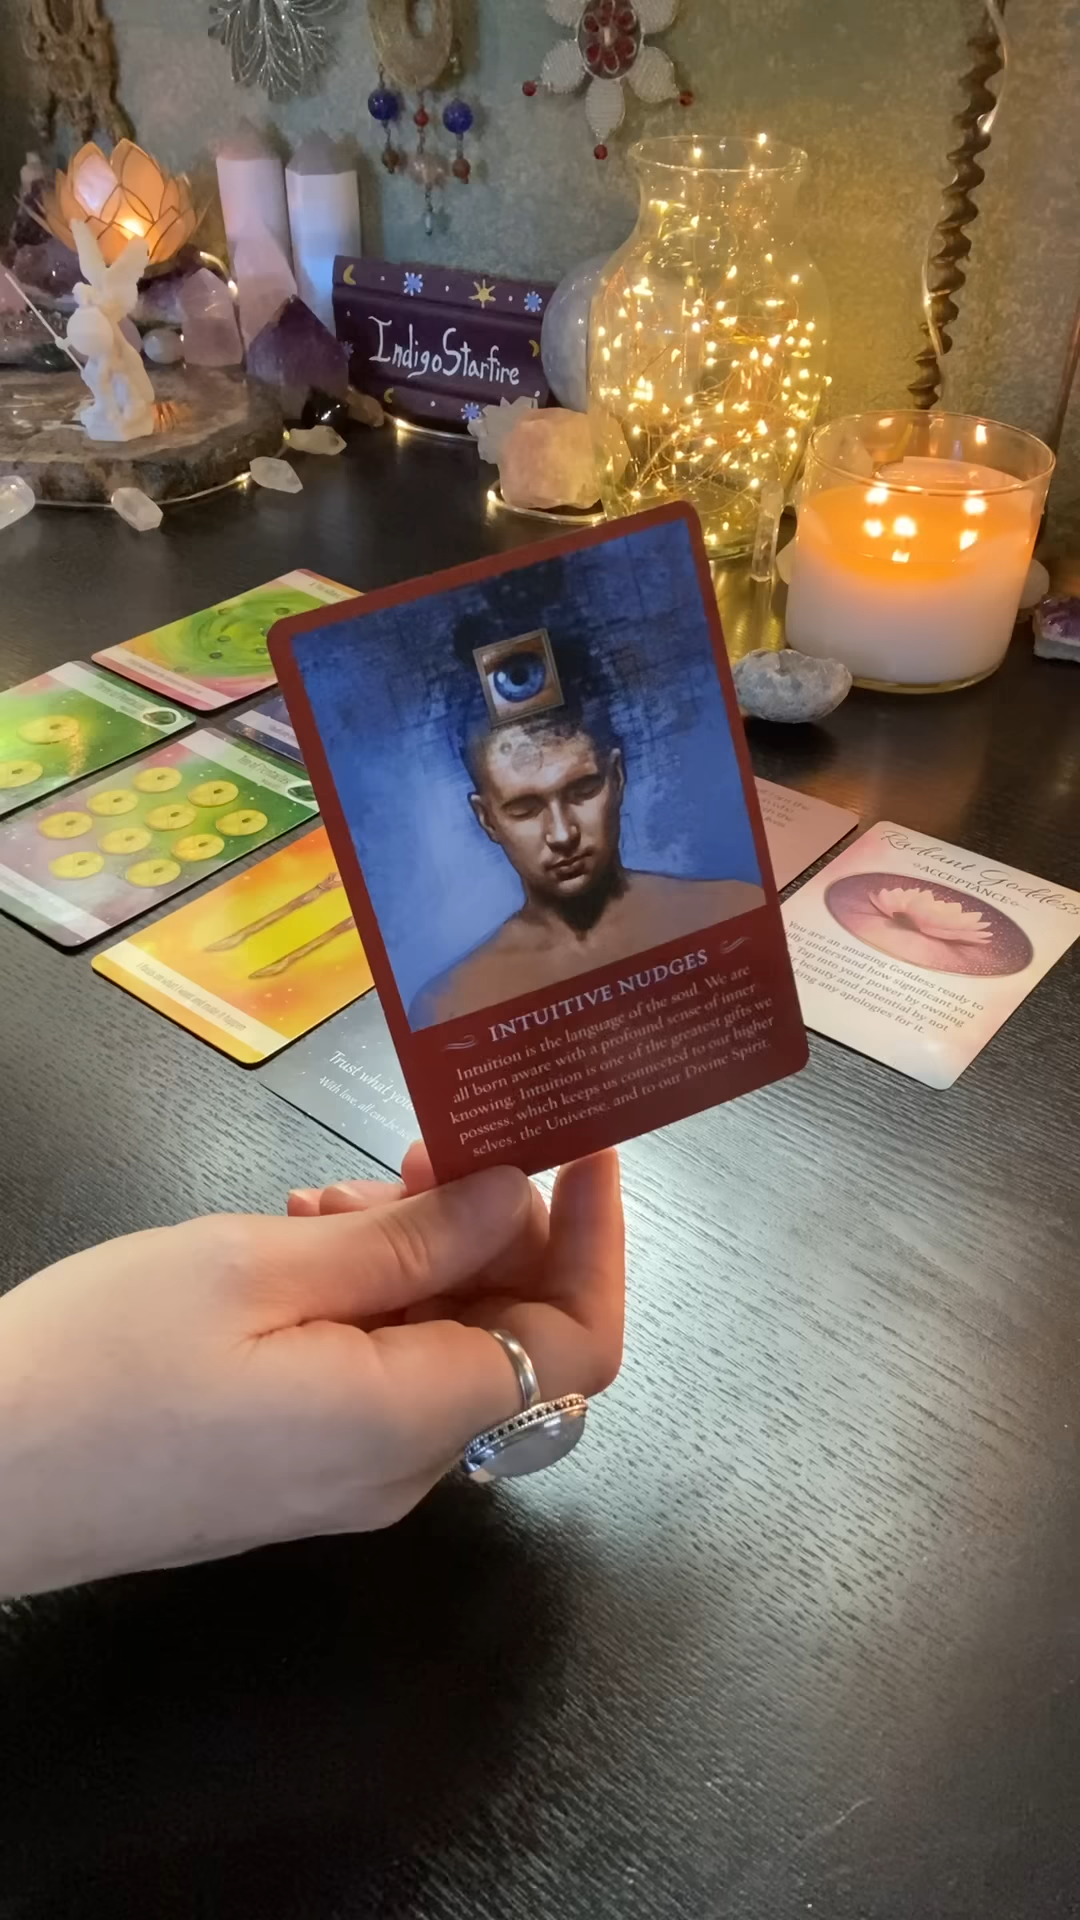 IndigoStarfire
INTUITIVE NUDGES
Intuition is the language of the soul. We are
all born aware with a profound sense of inner
knowing. Intuition is one of the greatest gifts we
possess, which keeps us connected to our higher
selves, the Universe, and to our Divine Spirit.
Radiant Goddess
ACCEPTANCE
You are an amazing Goddess ready to
fully understand how significant you
Tap into your power by owning
beauty and potential by not
any apologies for it.
Ten of Pentacles
Trust what you
With love, all can be